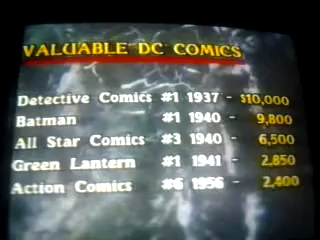 VALUABLE DC COMICS
Detective Comics #1 1937 - $10,000
Batman #1 1940 - 9,800
All Star Comics #3 1940 - 6,500
Green Lantern #1 1941 - 2,850
Action Comics #6 1956 - 2,400